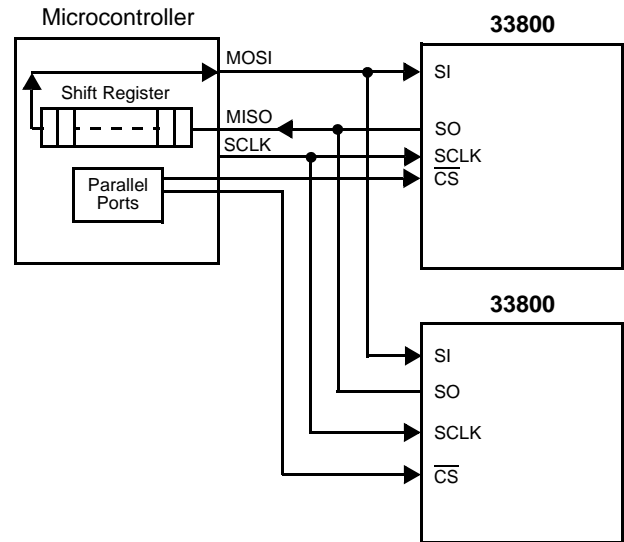 Microcontroller
33800
MOSI
SI
Shift Register
MISO
SO
SCLK
SCLK
CS
Parallel
Ports
33800
SI
SO
SCLK
CS